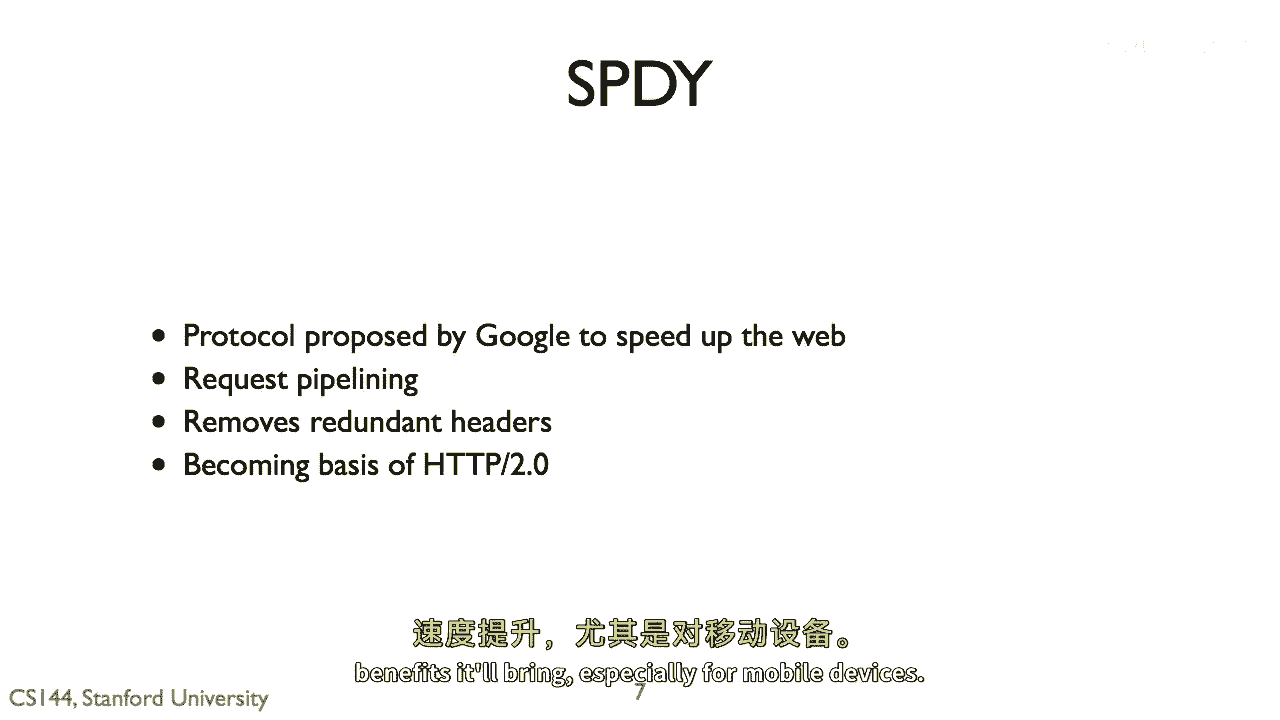 SPDY
• Protocol proposed by Google to speed up the web
• Request pipelining
• Removes redundant headers
• Becoming basis of HTTP/2.0
速度提升，尤其是对移动设备。
benefits it'll bring, especially for mobile devices.
CS144, Stanford University
7